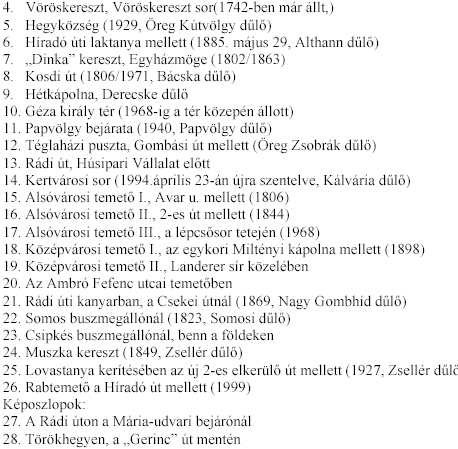 4. Vöröskereszt, Vöröskereszt sor(1742-ben már állt,)
5. Hegyközség (1929, Öreg Kútvölgy dűlő)
6. Híradó úti laktanya mellett (1885. május 29, Althann dűlő)
7. „Dinka” kereszt, Egyházmöge (1802/1863)
8. Kosdi út (1806/1971, Bácska dűlő)
9. Hétkápolna, Derecske dűlő
10. Géza király tér (1968-ig a tér közepén állott)
11. Papvölgy bejárata (1940, Papvölgy dűlő)
12. Téglaházi puszta, Gombási út mellett (Öreg Zsobrák dűlő)
13. Rádi út, Húsipari Vállalat előtt
14. Kertvárosi sor (1994.április 23-án újra szentelve, Kálvária dűlő)
15. Alsóvárosi temető I., Avar u. mellett (1806)
16. Alsóvárosi temető II., 2-es út mellett (1844)
17. Alsóvárosi temető III., a lépcsősor tetején (1968)
18. Középvárosi temető I., az egykori Miltényi kápolna mellett (1898)
19. Középvárosi temető II., Landerer sír közelében
20. Az Ambró Fefenc utcai temetőben
21. Rádi úti kanyarban, a Csekei útnál (1869, Nagy Gombhíd dűlő)
22. Somos buszmegállónál (1823, Somosi dűlő)
23. Csipkés buszmegállónál, benn a földeken
24. Muszka kereszt (1849, Zsellér dűlő)
25. Lovastanya kerítésében az új 2-es elkerülő út mellett (1927, Zsellér dűlő
26. Rabtemető a Híradó út mellett (1999)
Képoszlopok:
27. A Rádi úton a Mária-udvari bejárónál
28. Törökhegyen, a „Gerinc” út mentén